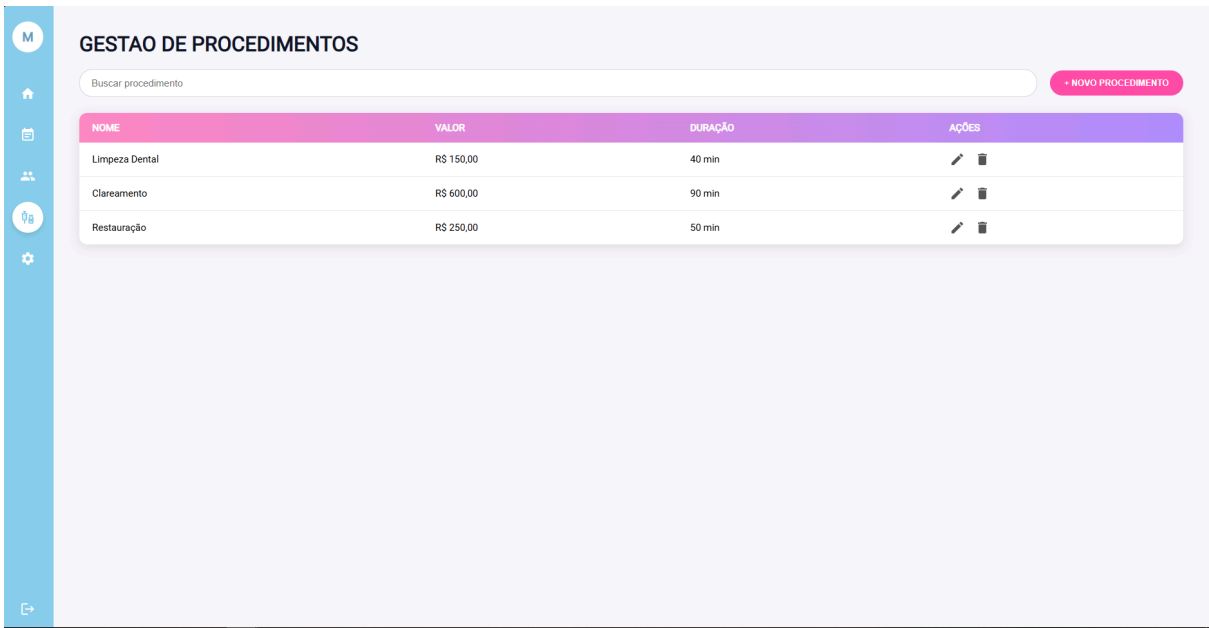 M
GESTAO DE PROCEDIMENTOS
Buscar procedimento
+ NOVO PROCEDIMENTO
NOME VALOR DURAÇÃO AÇÕES
Limpeza Dental R$ 150,00 40 min
Clareamento R$ 600,00 90 min
Restauração R$ 250,00 50 min